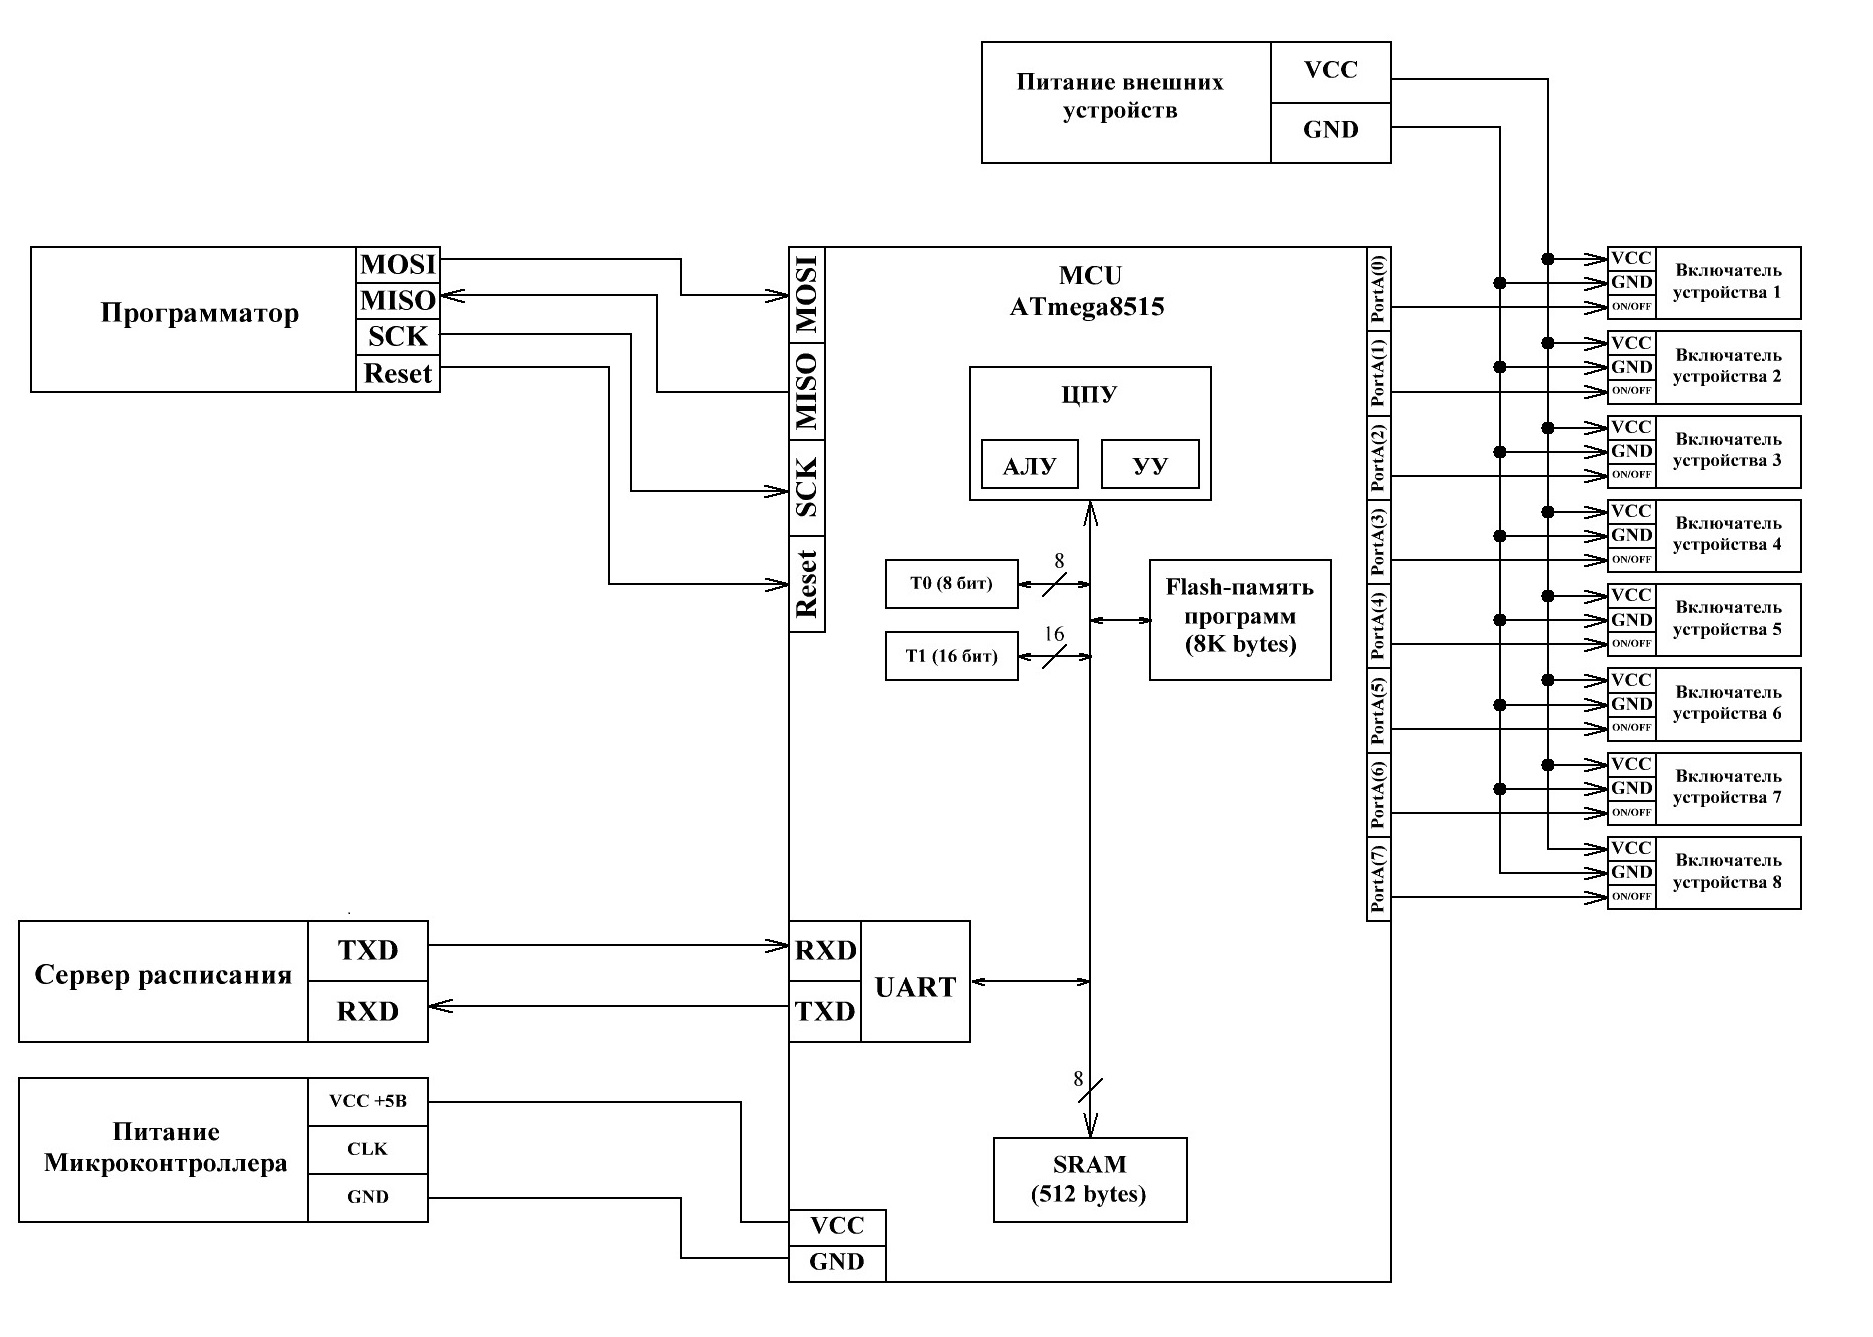 Питание внешних
устройств
VCC
GND
Программатор
MOSI
MISO
SCK
Reset
MOSI
MISO
SCK
Reset
MCU
ATmega8515
ЦПУ
АЛУ
УУ
T0 (8 бит)
8
T1 (16 бит)
16
Flash-память
программ
(8K bytes)
PortA(0)
PortA(1)
PortA(2)
PortA(3)
PortA(4)
PortA(5)
PortA(6)
PortA(7)
VCC
GND
ON/OFF
Включатель
устройства 1
VCC
GND
ON/OFF
Включатель
устройства 2
VCC
GND
ON/OFF
Включатель
устройства 3
VCC
GND
ON/OFF
Включатель
устройства 4
VCC
GND
ON/OFF
Включатель
устройства 5
VCC
GND
ON/OFF
Включатель
устройства 6
VCC
GND
ON/OFF
Включатель
устройства 7
VCC
GND
ON/OFF
Включатель
устройства 8
Сервер расписания
TXD
RXD
RXD
TXD
UART
Питание
Микроконтроллера
VCC +5В
CLK
GND
8
SRAM
(512 bytes)
VCC
GND